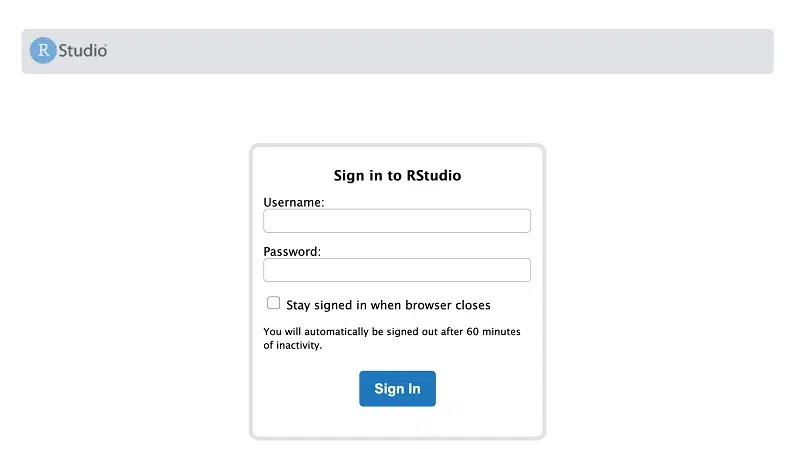 R Studio
Sign in to RStudio
Username:
Password:
Stay signed in when browser closes
You will automatically be signed out after 60 minutes
of inactivity.
Sign In